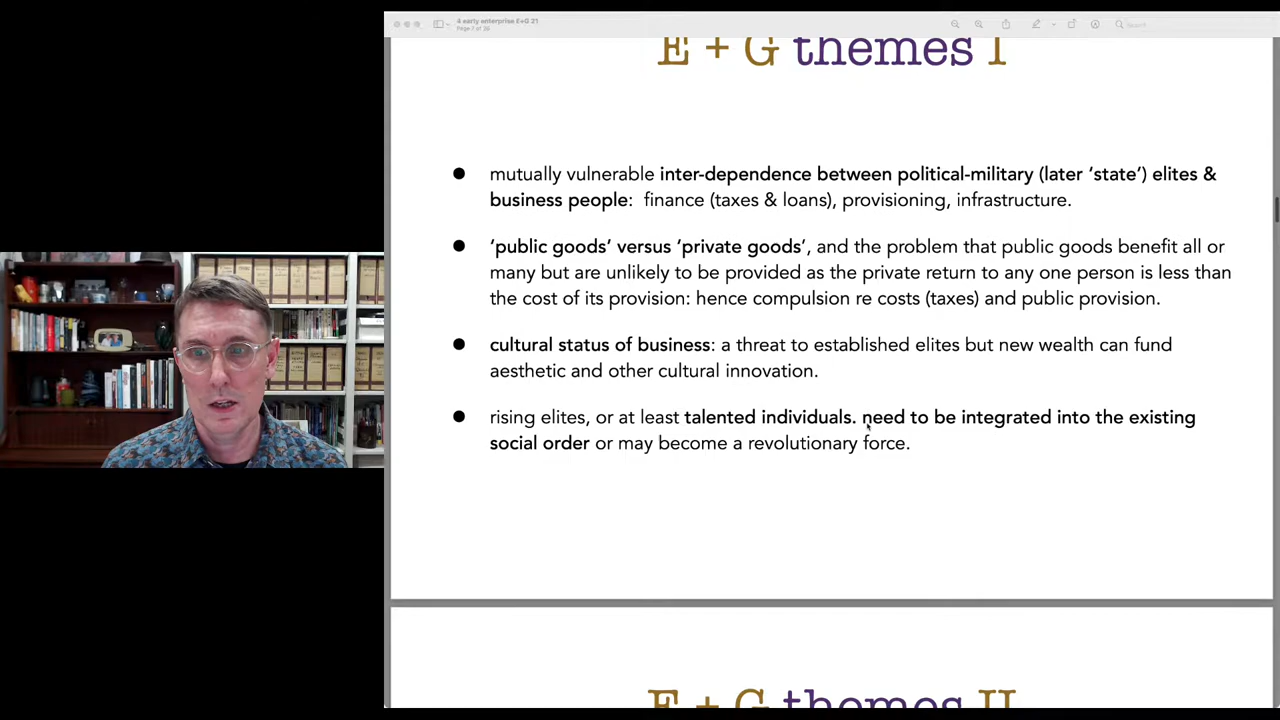 4 early enterprise E+G 21
Page 7 of 26
Search
E + G themes I
● mutually vulnerable inter-dependence between political-military (later ‘state’) elites &
business people: finance (taxes & loans), provisioning, infrastructure.
● ‘public goods’ versus ‘private goods’, and the problem that public goods benefit all or
many but are unlikely to be provided as the private return to any one person is less than
the cost of its provision: hence compulsion re costs (taxes) and public provision.
● cultural status of business: a threat to established elites but new wealth can fund
aesthetic and other cultural innovation.
● rising elites, or at least talented individuals. need to be integrated into the existing
social order or may become a revolutionary force.
E + G themes II